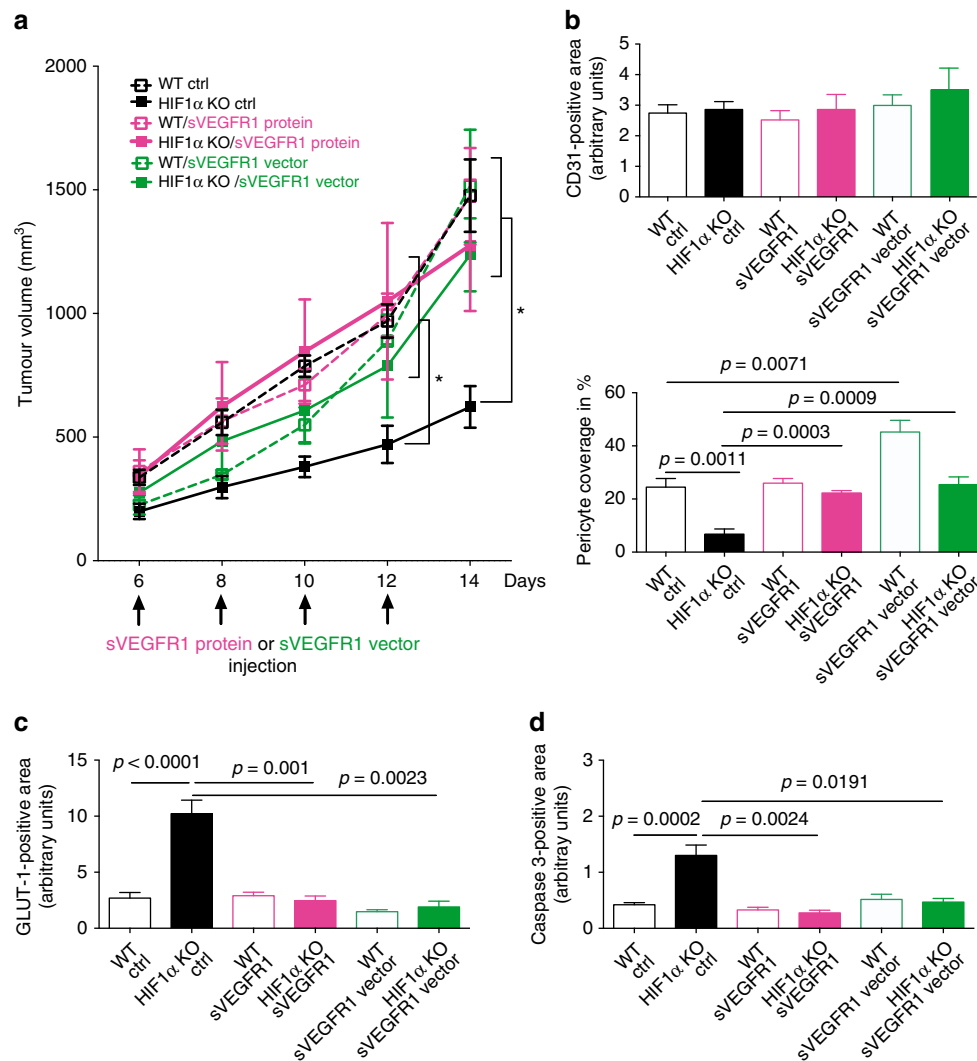 a
Tumour volume (mm3)
2000
1500
1000
500
0
WT ctrl
HIF1α KO ctrl
WT/sVEGFR1 protein
HIF1α KO/sVEGFR1 protein
WT/sVEGFR1 vector
HIF1α KO /sVEGFR1 vector
*
*
6
8
10
12
14
Days
sVEGFR1 protein or sVEGFR1 vector
injection
b
CD31-positive area
(arbitrary units)
5
4
3
2
1
0
WT
ctrl
HIF1α KO
ctrl
WT
sVEGFR1
HIF1α KO
sVEGFR1
WT
sVEGFR1 vector
HIF1α KO
sVEGFR1 vector
Pericyte coverage in %
60
40
20
0
p = 0.0071
p = 0.0009
p = 0.0003
p = 0.0011
WT
ctrl
HIF1α KO
ctrl
WT
sVEGFR1
HIF1α KO
sVEGFR1
WT
sVEGFR1 vector
HIF1α KO
sVEGFR1 vector
c
GLUT-1-positive area
(arbitrary units)
15
10
5
0
p < 0.0001
p = 0.001
p = 0.0023
WT
ctrl
HIF1α KO
ctrl
WT
sVEGFR1
HIF1α KO
sVEGFR1
WT
sVEGFR1 vector
HIF1α KO
sVEGFR1 vector
d
Caspase 3-positive area
(arbitray units)
3
2
1
0
p = 0.0191
p = 0.0002
p = 0.0024
WT
ctrl
HIF1α KO
ctrl
WT
sVEGFR1
HIF1α KO
sVEGFR1
WT
sVEGFR1 vector
HIF1α KO
sVEGFR1 vector